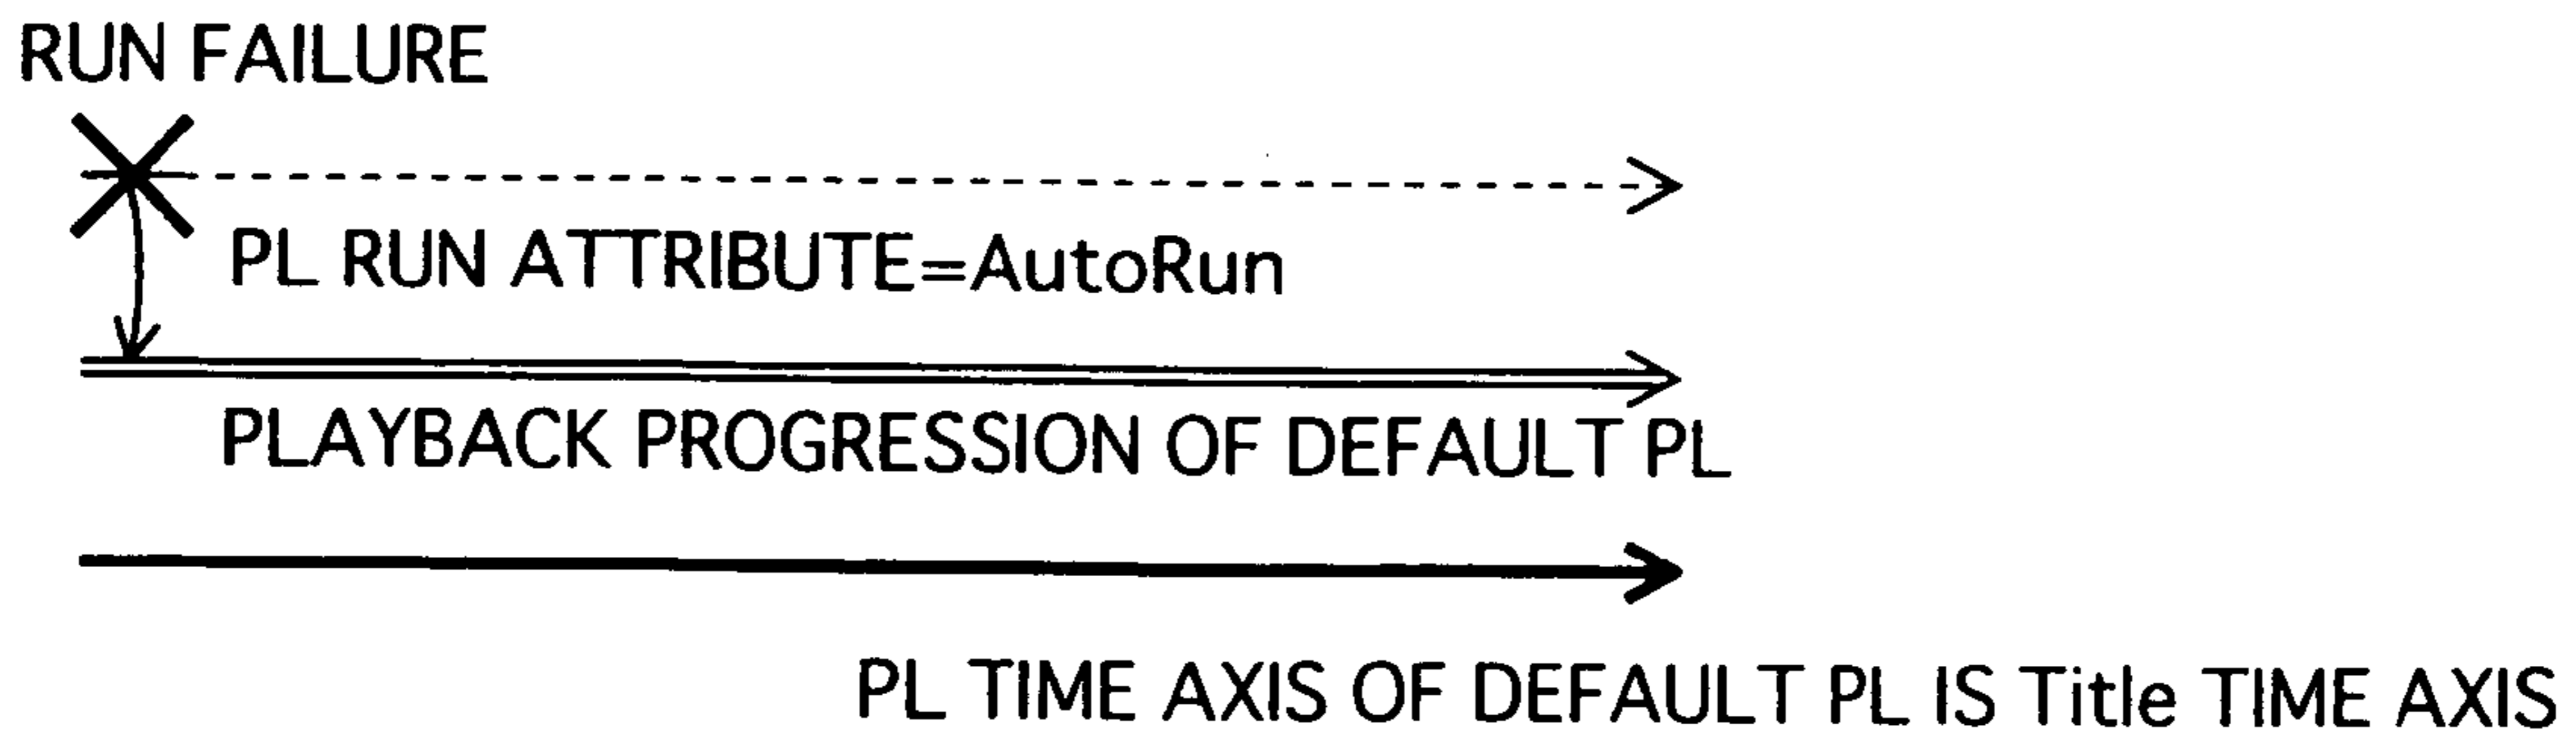 RUN FAILURE
PL RUN ATTRIBUTE=AutoRun
PLAYBACK PROGRESSION OF DEFAULT PL
PL TIME AXIS OF DEFAULT PL IS Title TIME AXIS